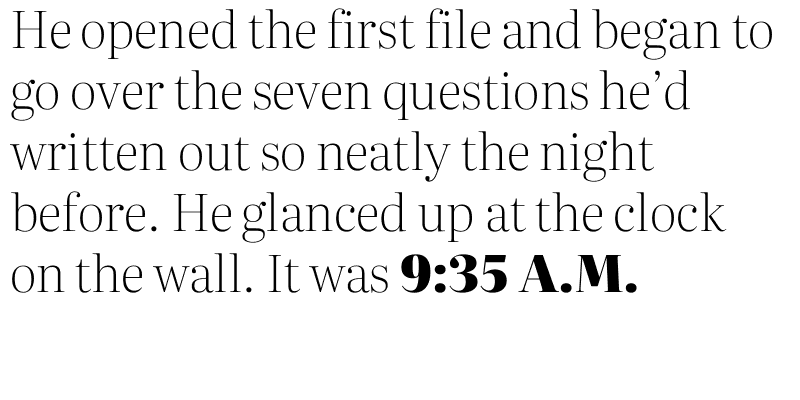 He opened the first file and began to
go over the seven questions he’d
written out so neatly the night
before. He glanced up at the clock
on the wall. It was 9:35 A.M.